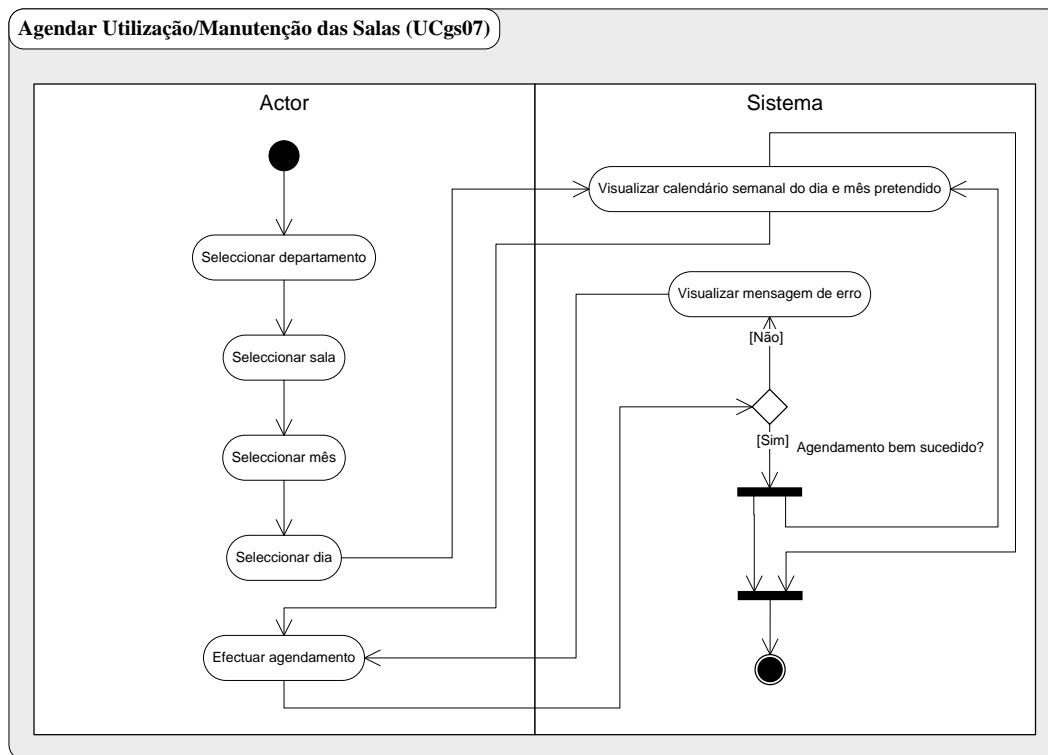 Agendar Utilização/Manutenção das Salas (UCgs07)
Actor
Sistema
Visualizar calendário semanal do dia e mês pretendido
Seleccionar departamento
Visualizar mensagem de erro
[Não]
Seleccionar sala
[Sim]
Agendamento bem sucedido?
Seleccionar mês
Seleccionar dia
Efectuar agendamento